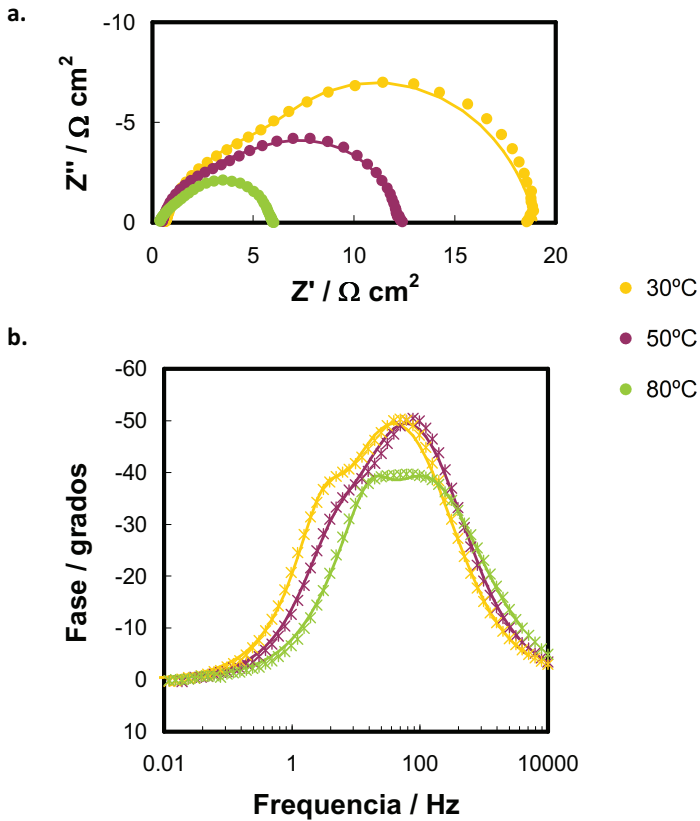 a.
-10
-5
0
Z'' / Ω cm²
0 5 10 15 20
Z' / Ω cm²
30ºC
50ºC
80ºC
b.
-60
-50
-40
-30
-20
-10
0
10
Fase / grados
0.01 1 100 10000
Frequencia / Hz